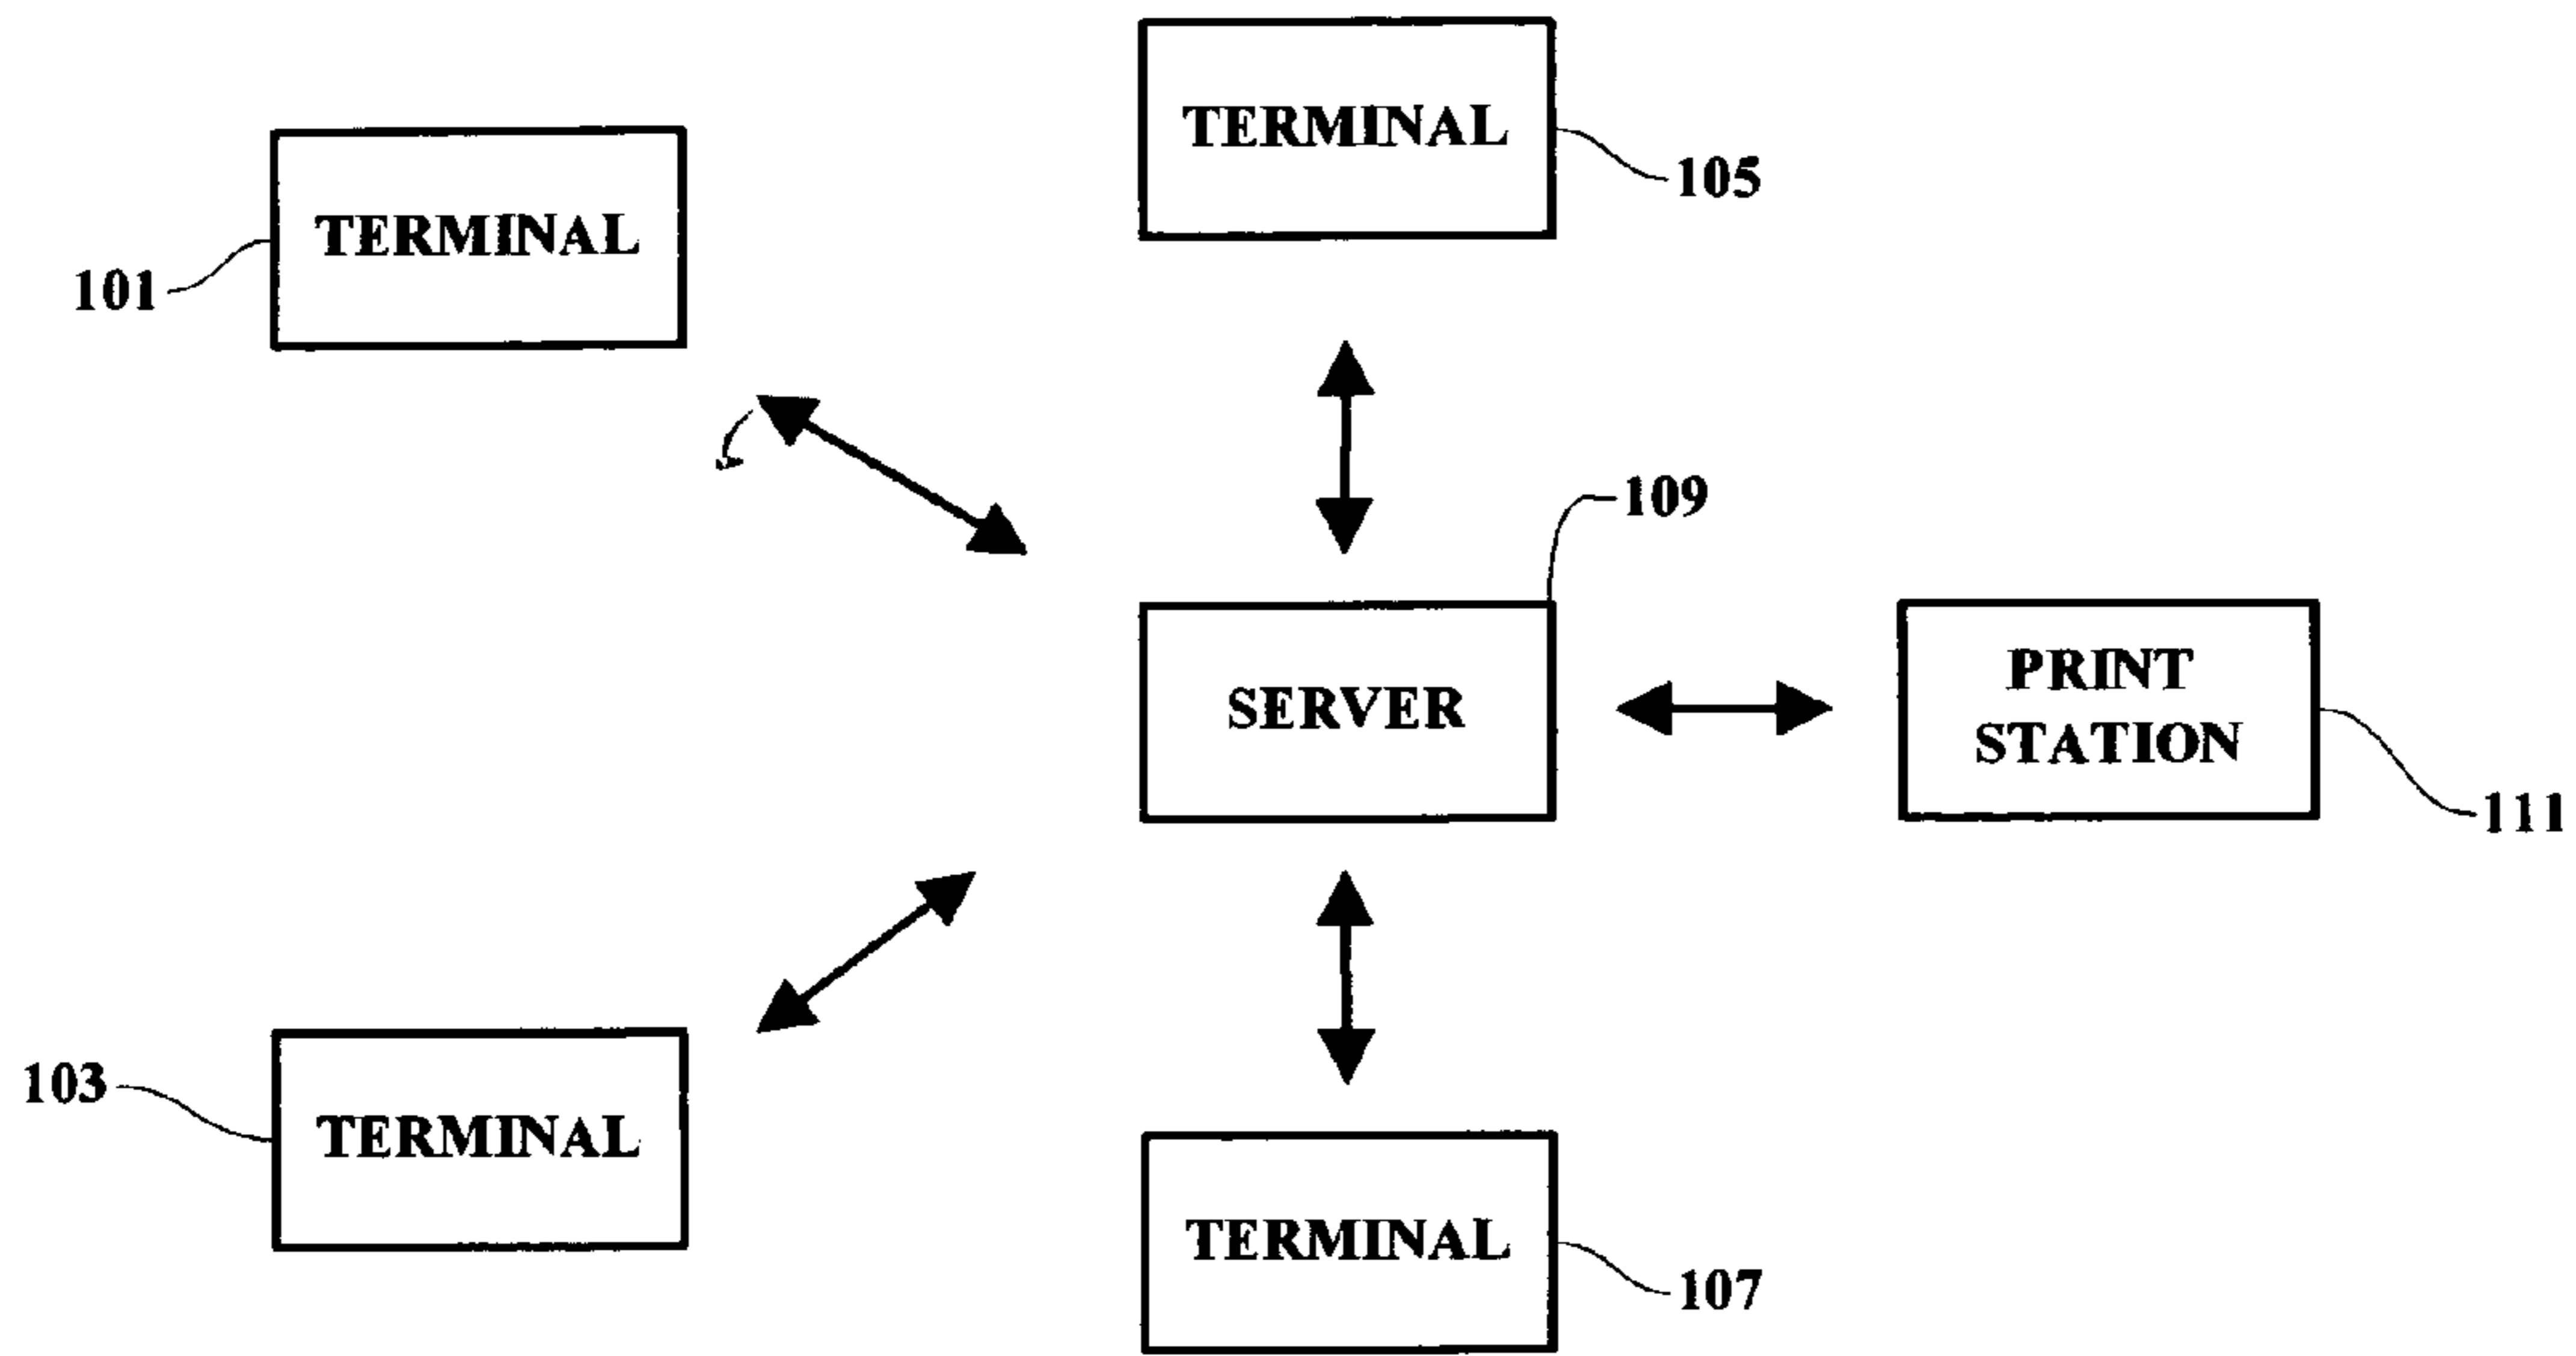 TERMINAL
105
TERMINAL
101
109
SERVER
PRINT
STATION
111
103
TERMINAL
TERMINAL
107